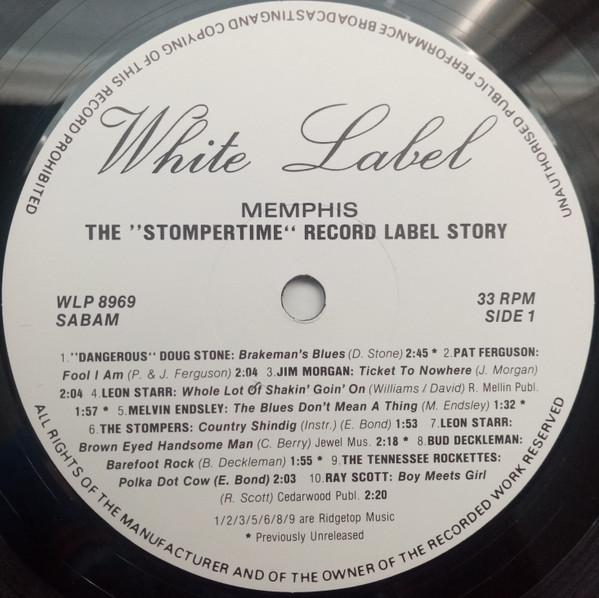 UNAUTHORISED PUBLIC PERFORMANCE BROADCASTING AND COPYING OF THIS RECORD PROHIBITED
White Label
MEMPHIS
THE ''STOMPERTIME“ RECORD LABEL STORY
WLP 8969
SABAM
33 RPM
SIDE 1
1.''DANGEROUS“ DOUG STONE: Brakeman's Blues (D. Stone) 2:45 * 2.PAT FERGUSON:
Fool I Am (P. & J. Ferguson) 2:04 3.JIM MORGAN: Ticket To Nowhere (J. Morgan)
2:04 4.LEON STARR: Whole Lot Of Shakin' Goin' On (Williams / David) R. Mellin Publ.
1:57 * 5.MELVIN ENDSLEY: The Blues Don't Mean A Thing (M. Endsley) 1:32 *
6.THE STOMPERS: Country Shindig (Instr.) (E. Bond) 1:53 7.LEON STARR:
Brown Eyed Handsome Man (C. Berry) Jewel Mus. 2:18 * 8.BUD DECKLEMAN:
Barefoot Rock (B. Deckleman) 1:55 * 9.THE TENNESSEE ROCKETTES:
Polka Dot Cow (E. Bond) 2:03 10.RAY SCOTT: Boy Meets Girl
(R. Scott) Cedarwood Publ. 2:20
1/2/3/5/6/8/9 are Ridgetop Music
* Previously Unreleased
ALL RIGHTS OF THE MANUFACTURER AND OF THE OWNER OF THE RECORDED WORK RESERVED